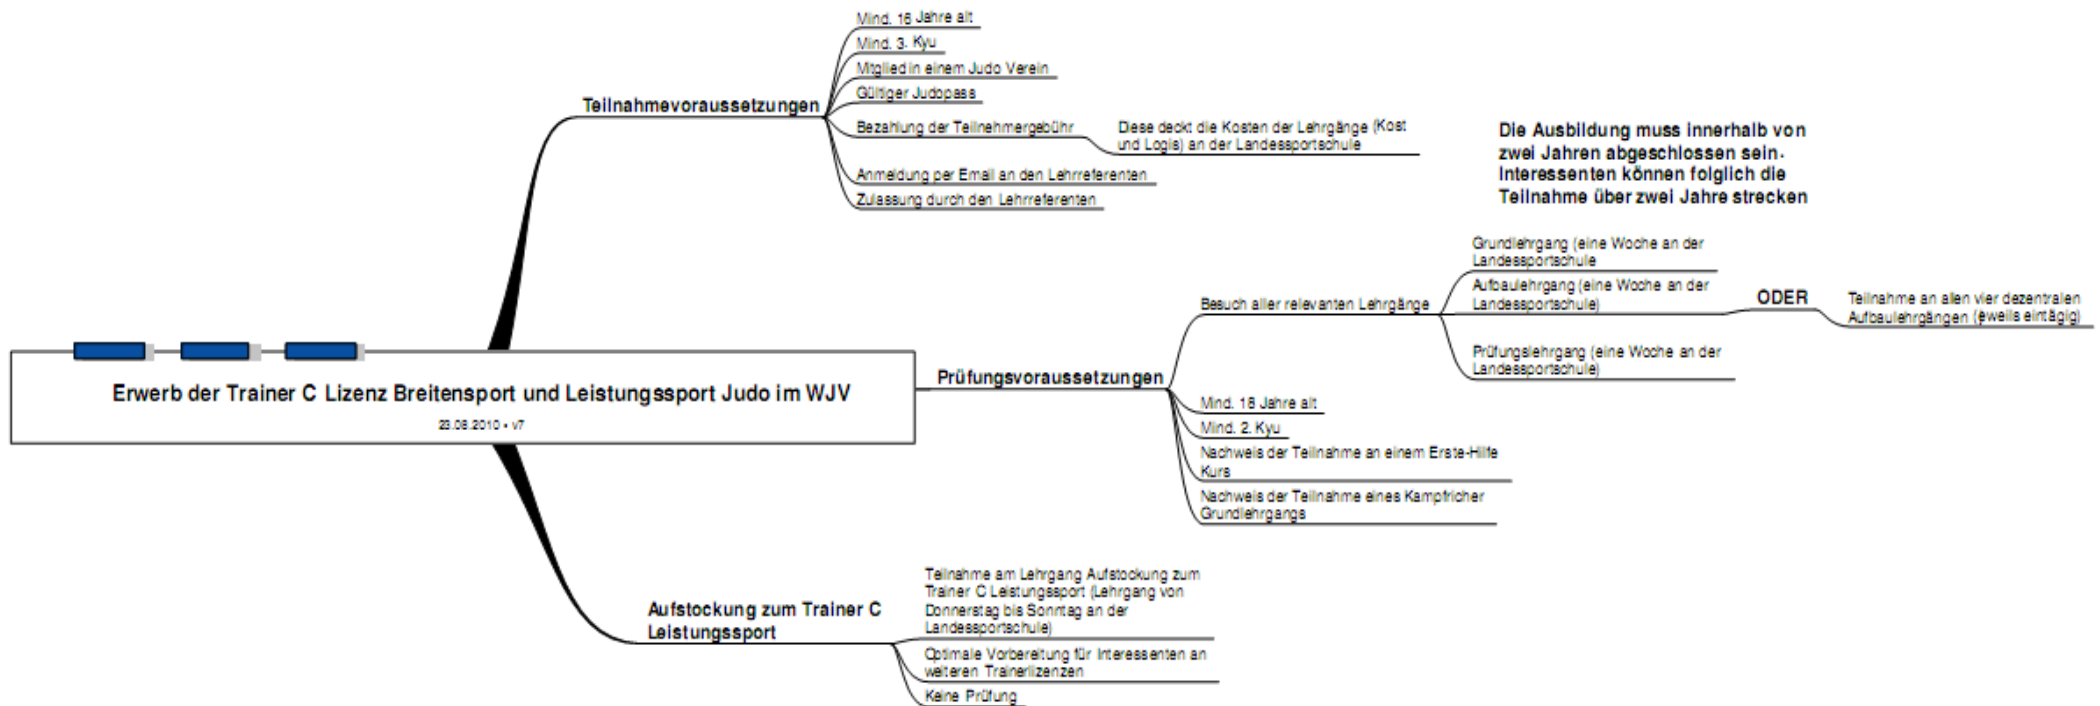 Mind. 16 Jahre alt
Mind. 3. Kyu
Mitglied in einem Judo Verein
Gültiger Judopass
Teilnahmevoraussetzungen
Bezahlung der Teilnehmergebühr
Diese deckt die Kosten der Lehrgänge (Kost
und Logis) an der Landessportschule
Anmeldung per Email an den Lehrreferenten
Zulassung durch den Lehrreferenten
Die Ausbildung muss innerhalb von
zwei Jahren abgeschlossen sein.
Interessenten können folglich die
Teilnahme über zwei Jahre strecken
Erwerb der Trainer C Lizenz Breitensport und Leistungssport Judo im WJV
23.08.2010 • v7
Prüfungsvoraussetzungen
Besuch aller relevanten Lehrgänge
Grundlehrgang (eine Woche an der
Landessportschule
Aufbaulehrgang (eine Woche an der
Landessportschule)
ODER
Teilnahme an allen vier dezentralen
Aufbaulehrgängen (jeweils eintägig)
Prüfungslehrgang (eine Woche an der
Landessportschule)
Mind. 18 Jahre alt
Mind. 2. Kyu
Nachweis der Teilnahme an einem Erste-Hilfe
Kurs
Nachweis der Teilnahme eines Kampfricher
Grundlehrgangs
Aufstockung zum Trainer C
Leistungssport
Teilnahme am Lehrgang Aufstockung zum
Trainer C Leistungssport (Lehrgang von
Donnerstag bis Sonntag an der
Landessportschule)
Optimale Vorbereitung für Interessenten an
weiteren Trainerlizenzen
Keine Prüfung